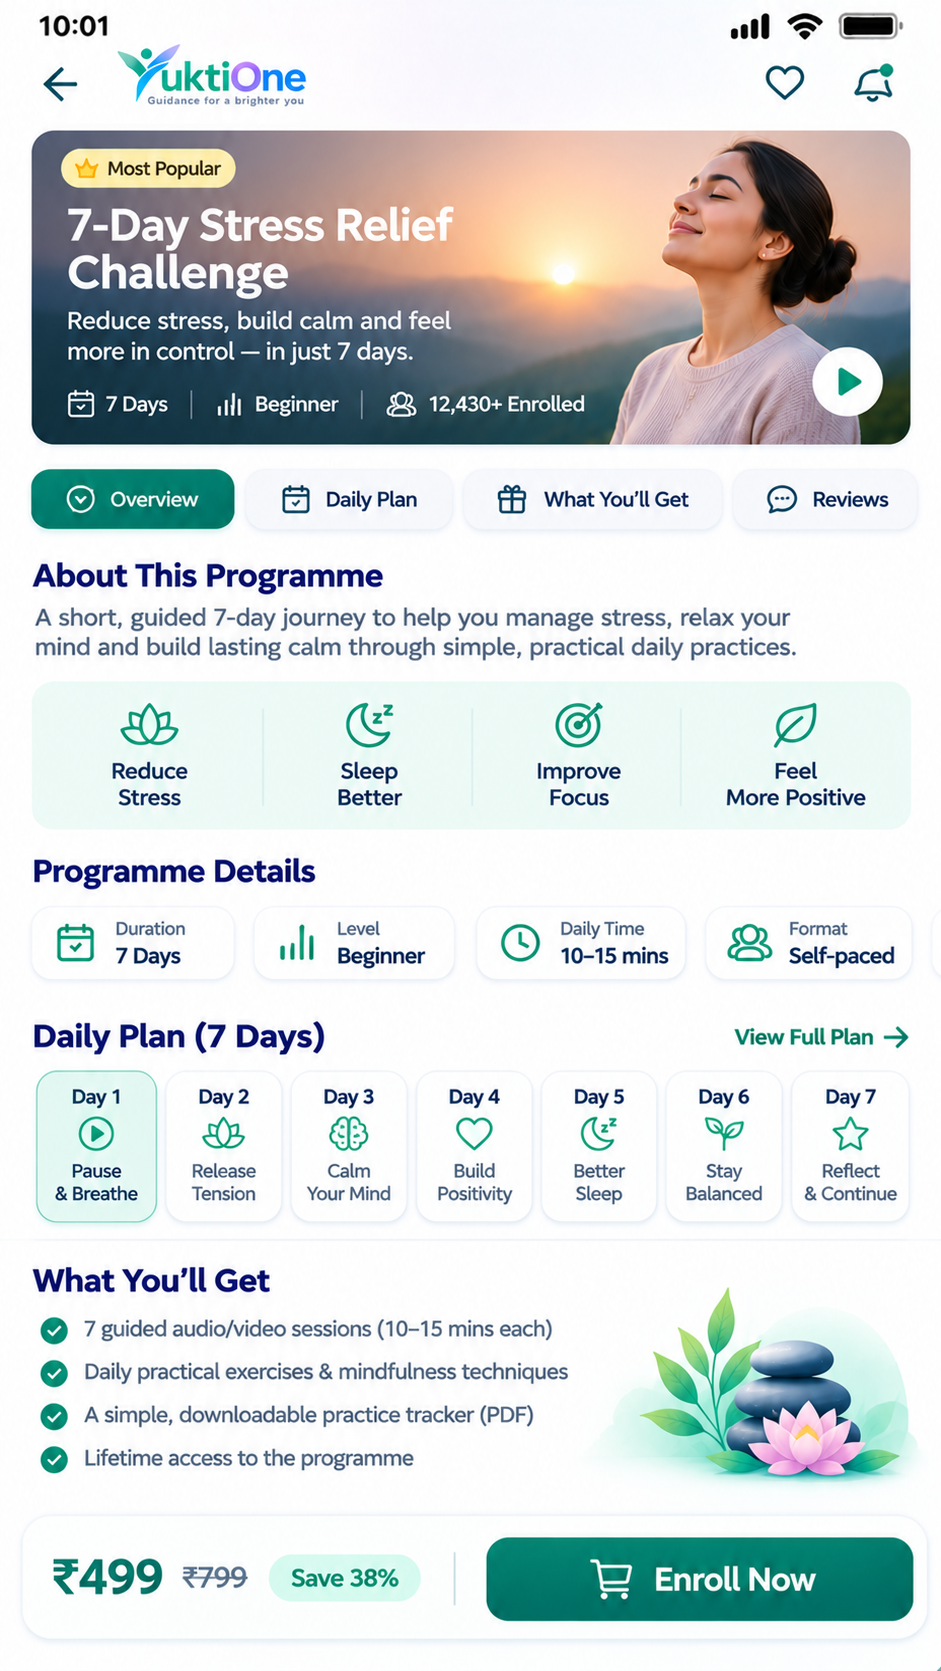 10:01
YuktiOne
Guidance for a brighter you
Most Popular
7-Day Stress Relief
Challenge
Reduce stress, build calm and feel
more in control — in just 7 days.
7 Days
Beginner
12,430+ Enrolled
Overview
Daily Plan
What You'll Get
Reviews
About This Programme
A short, guided 7-day journey to help you manage stress, relax your
mind and build lasting calm through simple, practical daily practices.
Reduce
Stress
Sleep
Better
Improve
Focus
Feel
More Positive
Programme Details
Duration
7 Days
Level
Beginner
Daily Time
10–15 mins
Format
Self-paced
Daily Plan (7 Days)
View Full Plan →
Day 1
Pause
& Breathe
Day 2
Release
Tension
Day 3
Calm
Your Mind
Day 4
Build
Positivity
Day 5
Better
Sleep
Day 6
Stay
Balanced
Day 7
Reflect
& Continue
What You'll Get
7 guided audio/video sessions (10–15 mins each)
Daily practical exercises & mindfulness techniques
A simple, downloadable practice tracker (PDF)
Lifetime access to the programme
₹499 ₹799 Save 38%
Enroll Now